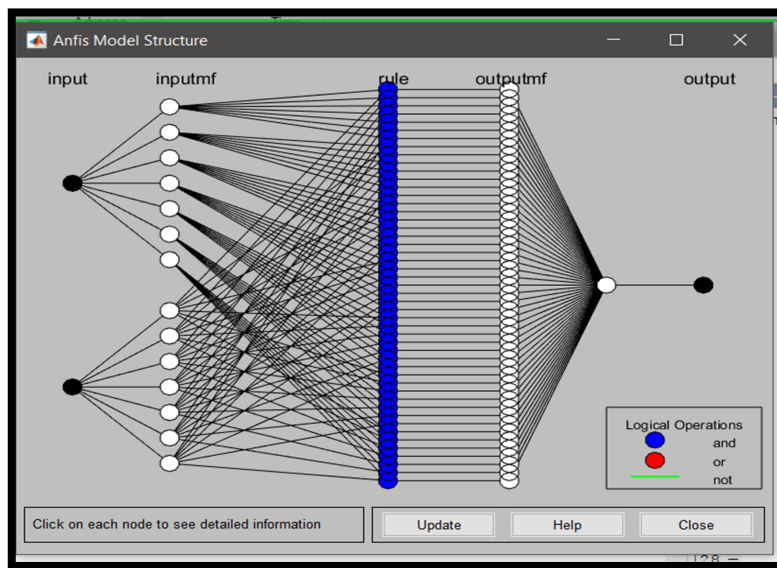 Anfis Model Structure
input inputmf rule outputmf output
Logical Operations
and
or
not
Click on each node to see detailed information
Update Help Close